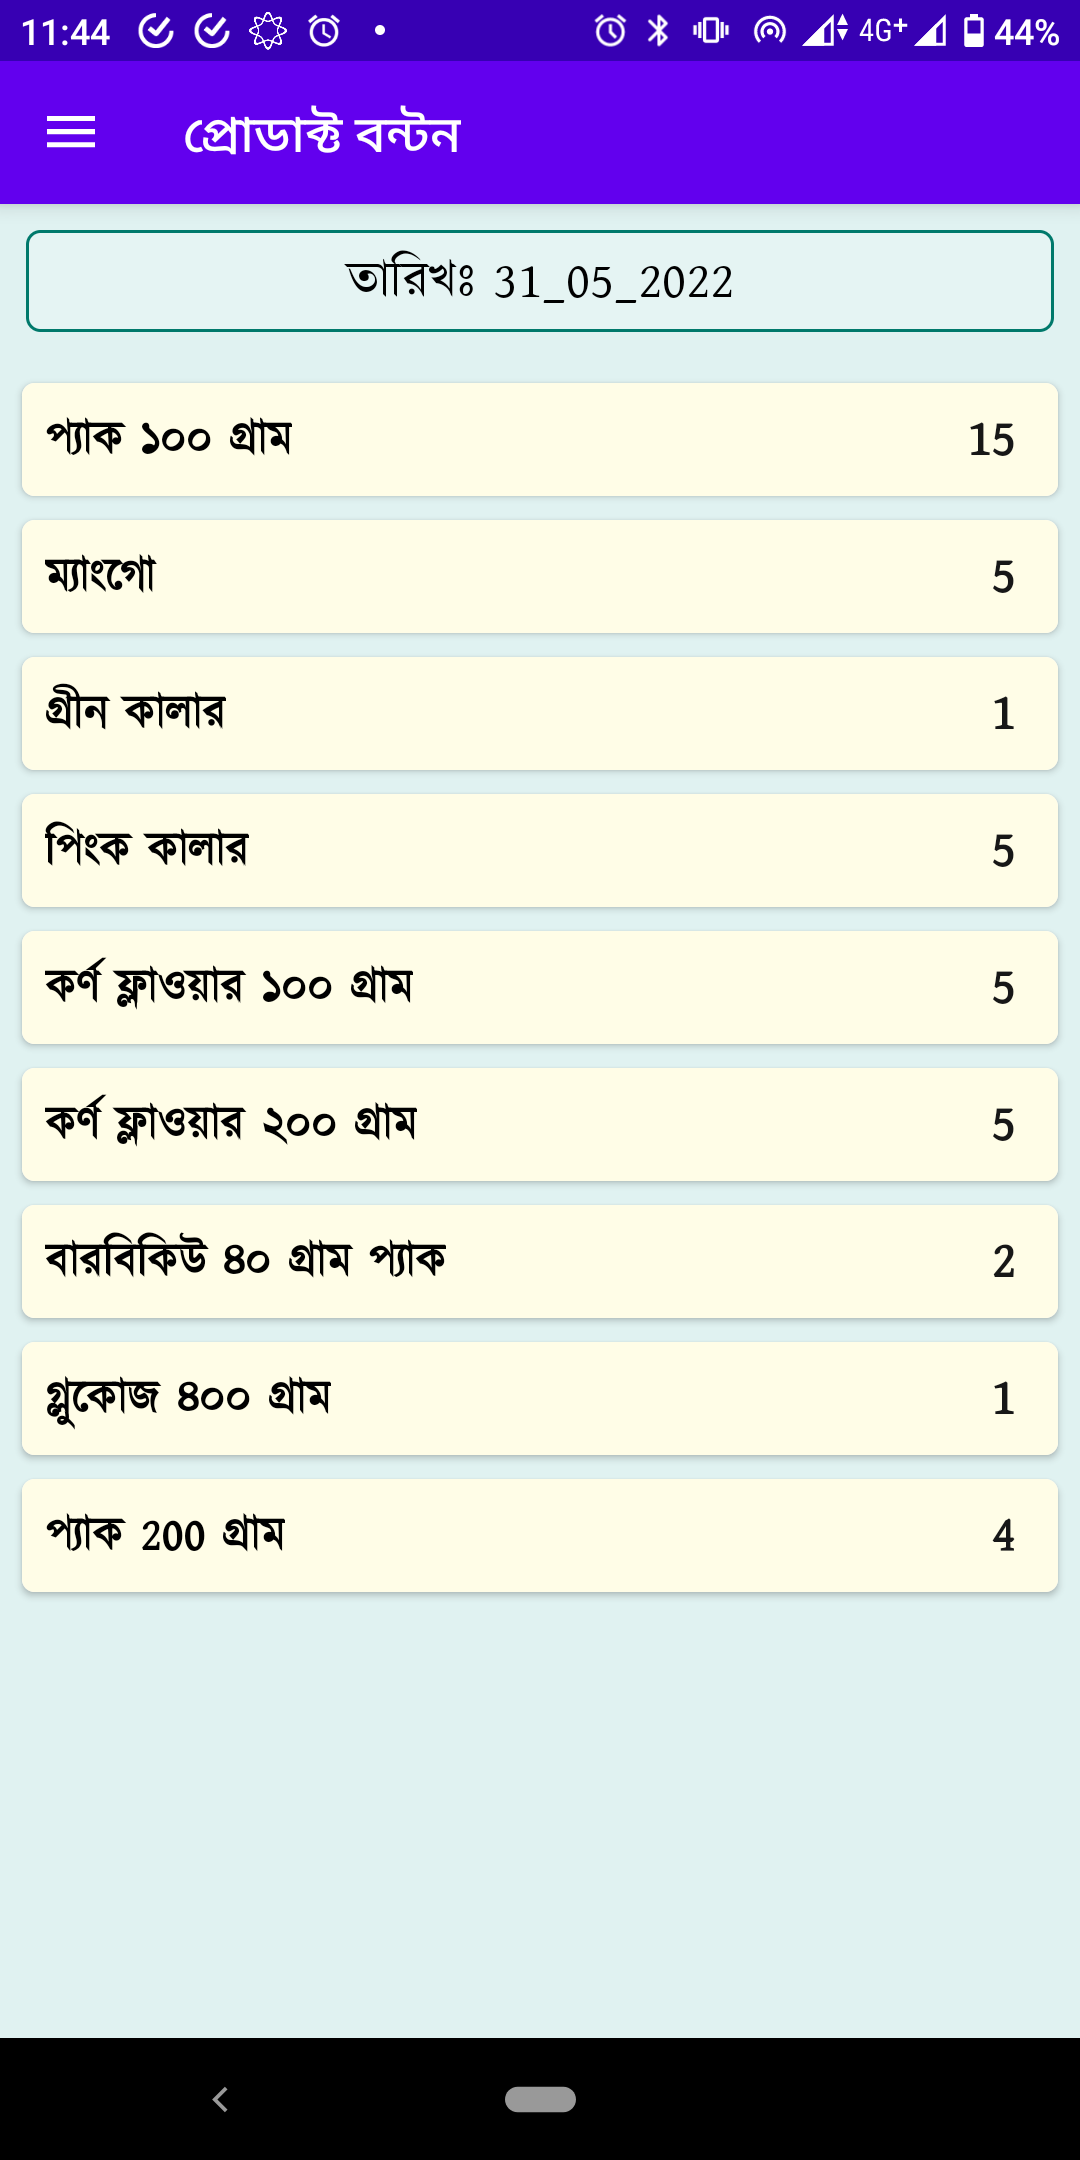 11:44 4G+ 44%
প্রোডাক্ট বন্টন
তারিখঃ 31_05_2022
প্যাক ১০০ গ্রাম 15
ম্যাংগো 5
গ্রীন কালার 1
পিংক কালার 5
কর্ণ ফ্লাওয়ার ১০০ গ্রাম 5
কর্ণ ফ্লাওয়ার ২০০ গ্রাম 5
বারবিকিউ ৪০ গ্রাম প্যাক 2
গ্লুকোজ ৪০০ গ্রাম 1
প্যাক 200 গ্রাম 4